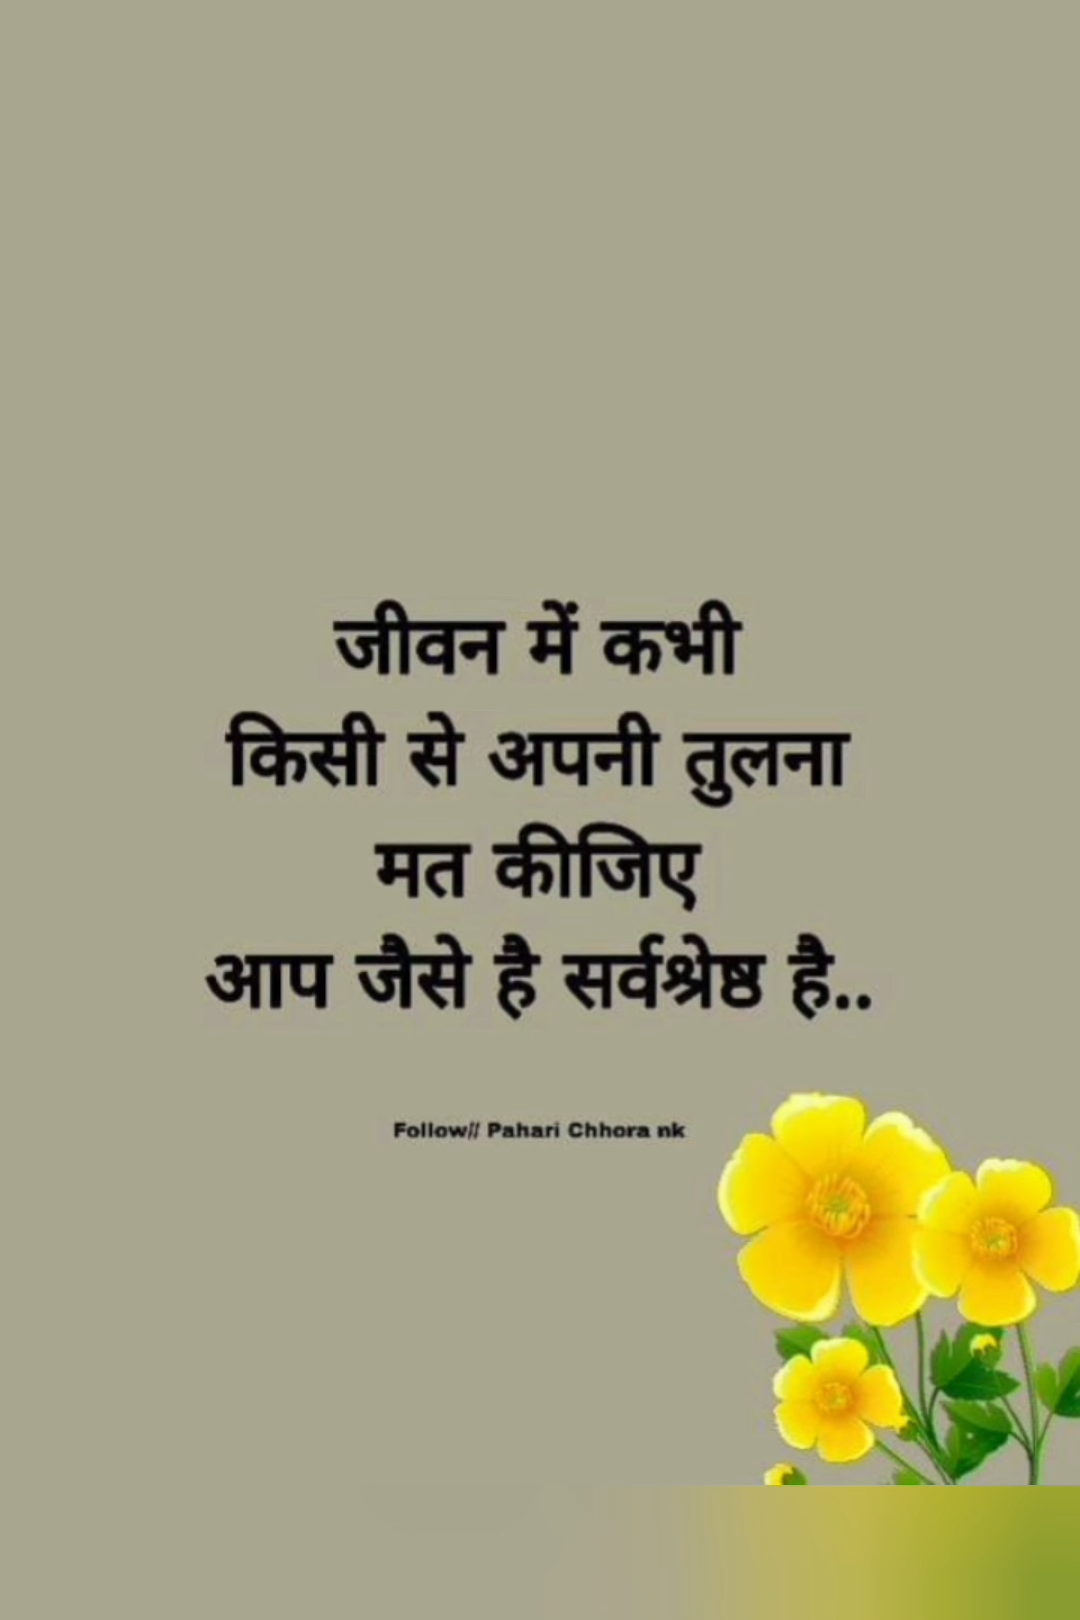 जीवन में कभी
किसी से अपनी तुलना
मत कीजिए
आप जैसे है सर्वश्रेष्ठ है..
Follow// Pahari Chhora nk